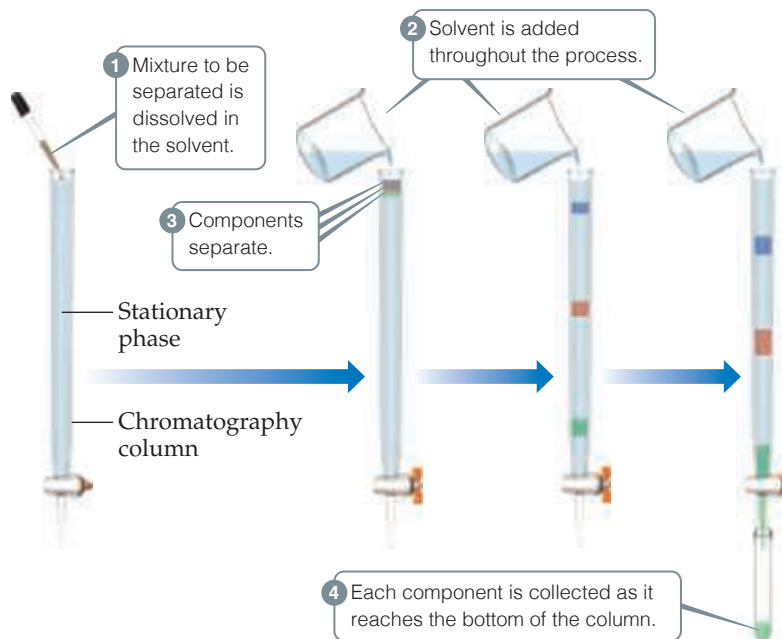 1 Mixture to be
separated is
dissolved in
the solvent.
2 Solvent is added
throughout the process.
3 Components
separate.
Stationary
phase
Chromatography
column
4 Each component is collected as it
reaches the bottom of the column.